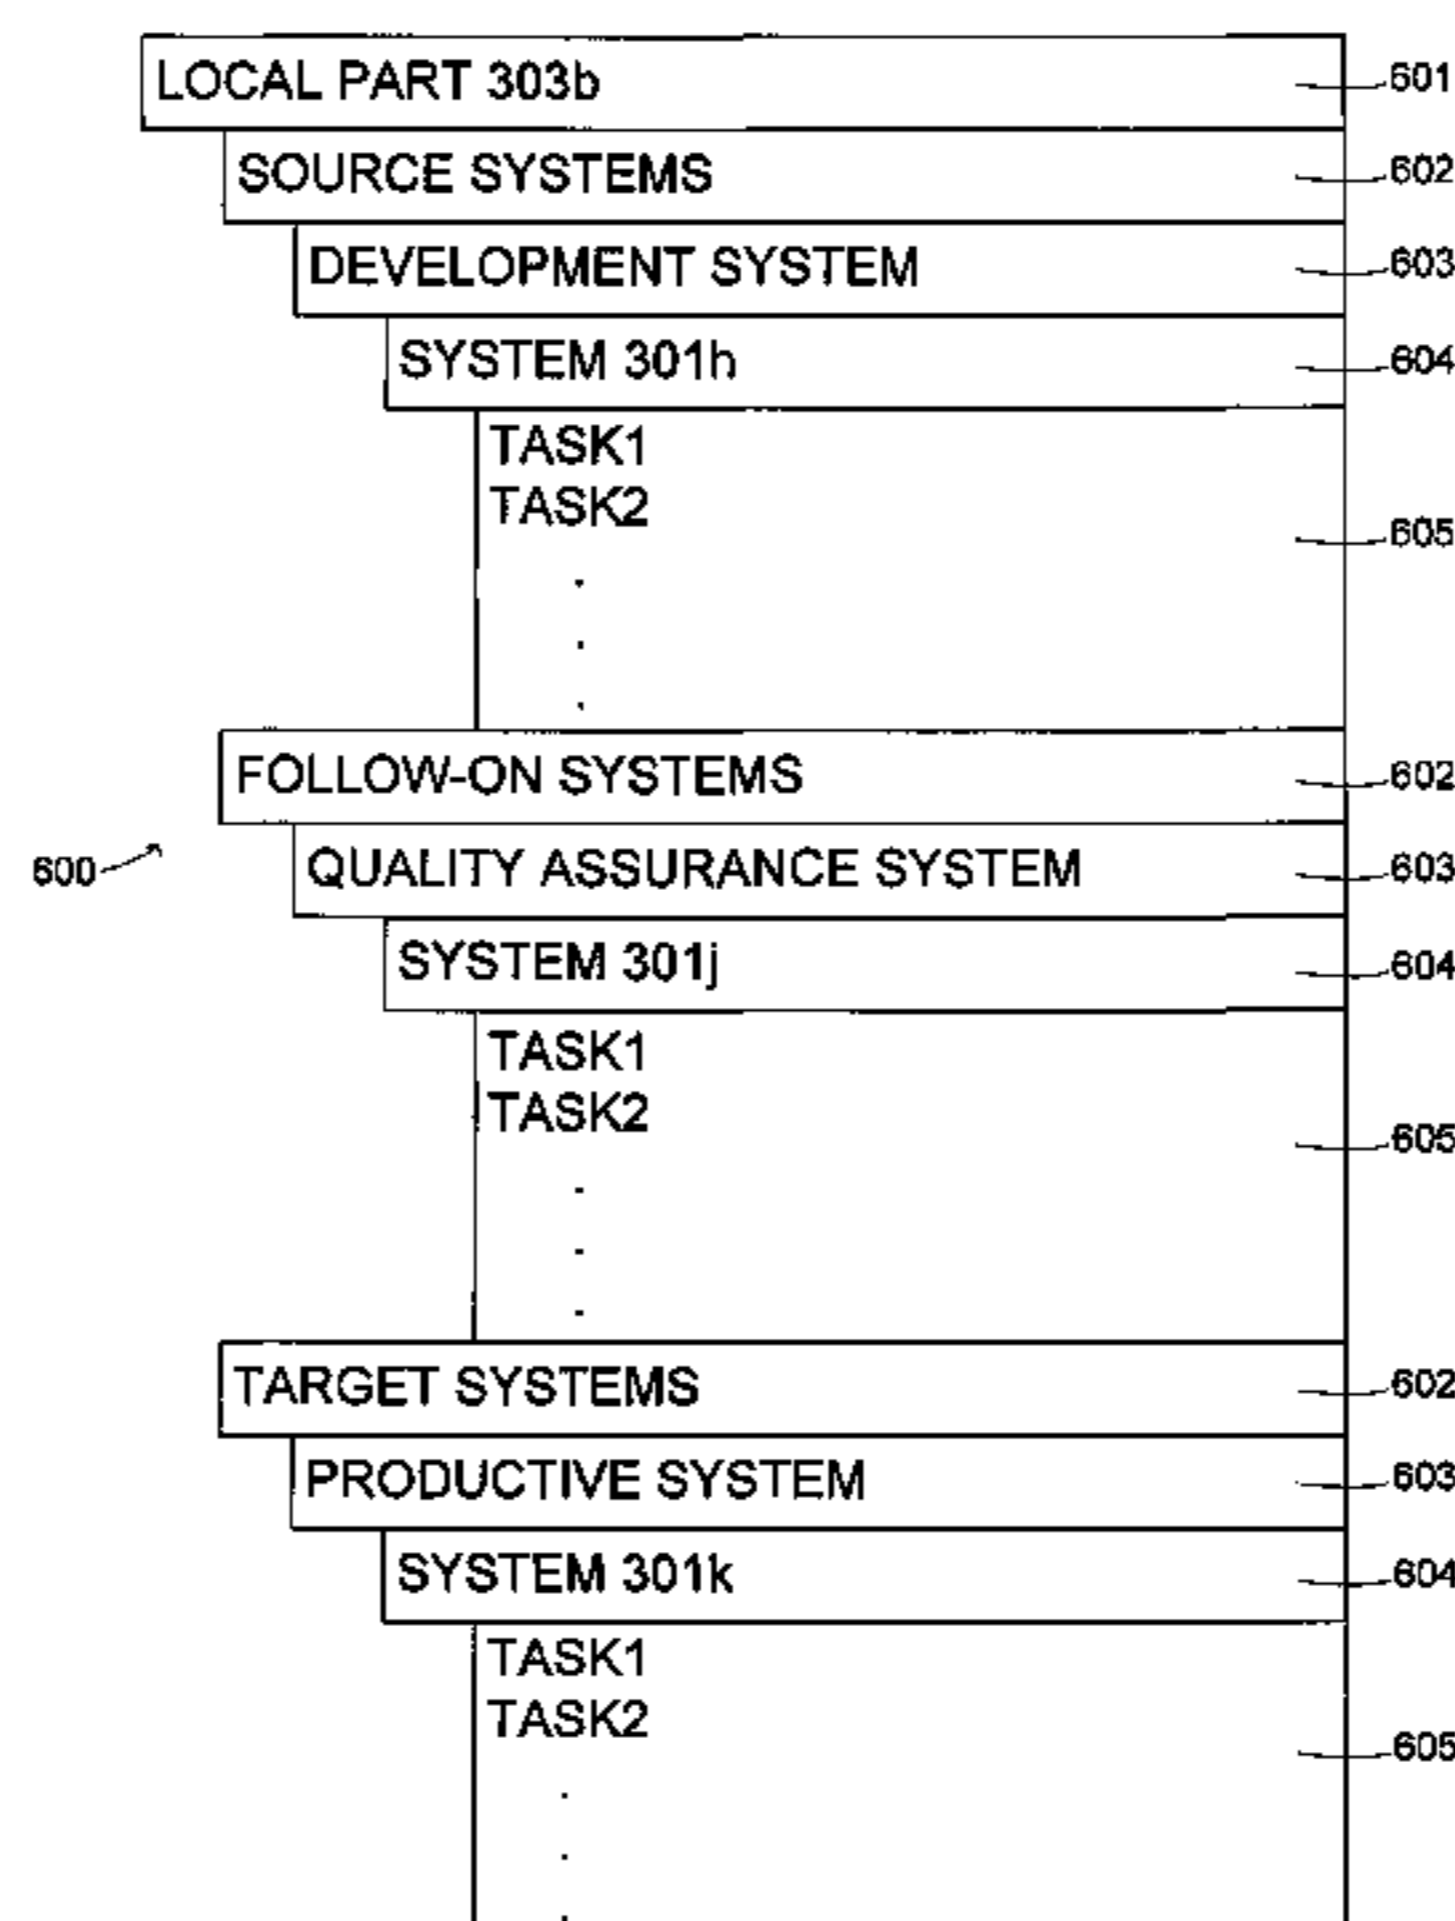 LOCAL PART 303b 601
SOURCE SYSTEMS 602
DEVELOPMENT SYSTEM 603
SYSTEM 301h 604
TASK1
TASK2
605
.
.
.
FOLLOW-ON SYSTEMS 602
600 QUALITY ASSURANCE SYSTEM 603
SYSTEM 301j 604
TASK1
TASK2
605
.
.
.
TARGET SYSTEMS 602
PRODUCTIVE SYSTEM 603
SYSTEM 301k 604
TASK1
TASK2
605
.
.
.